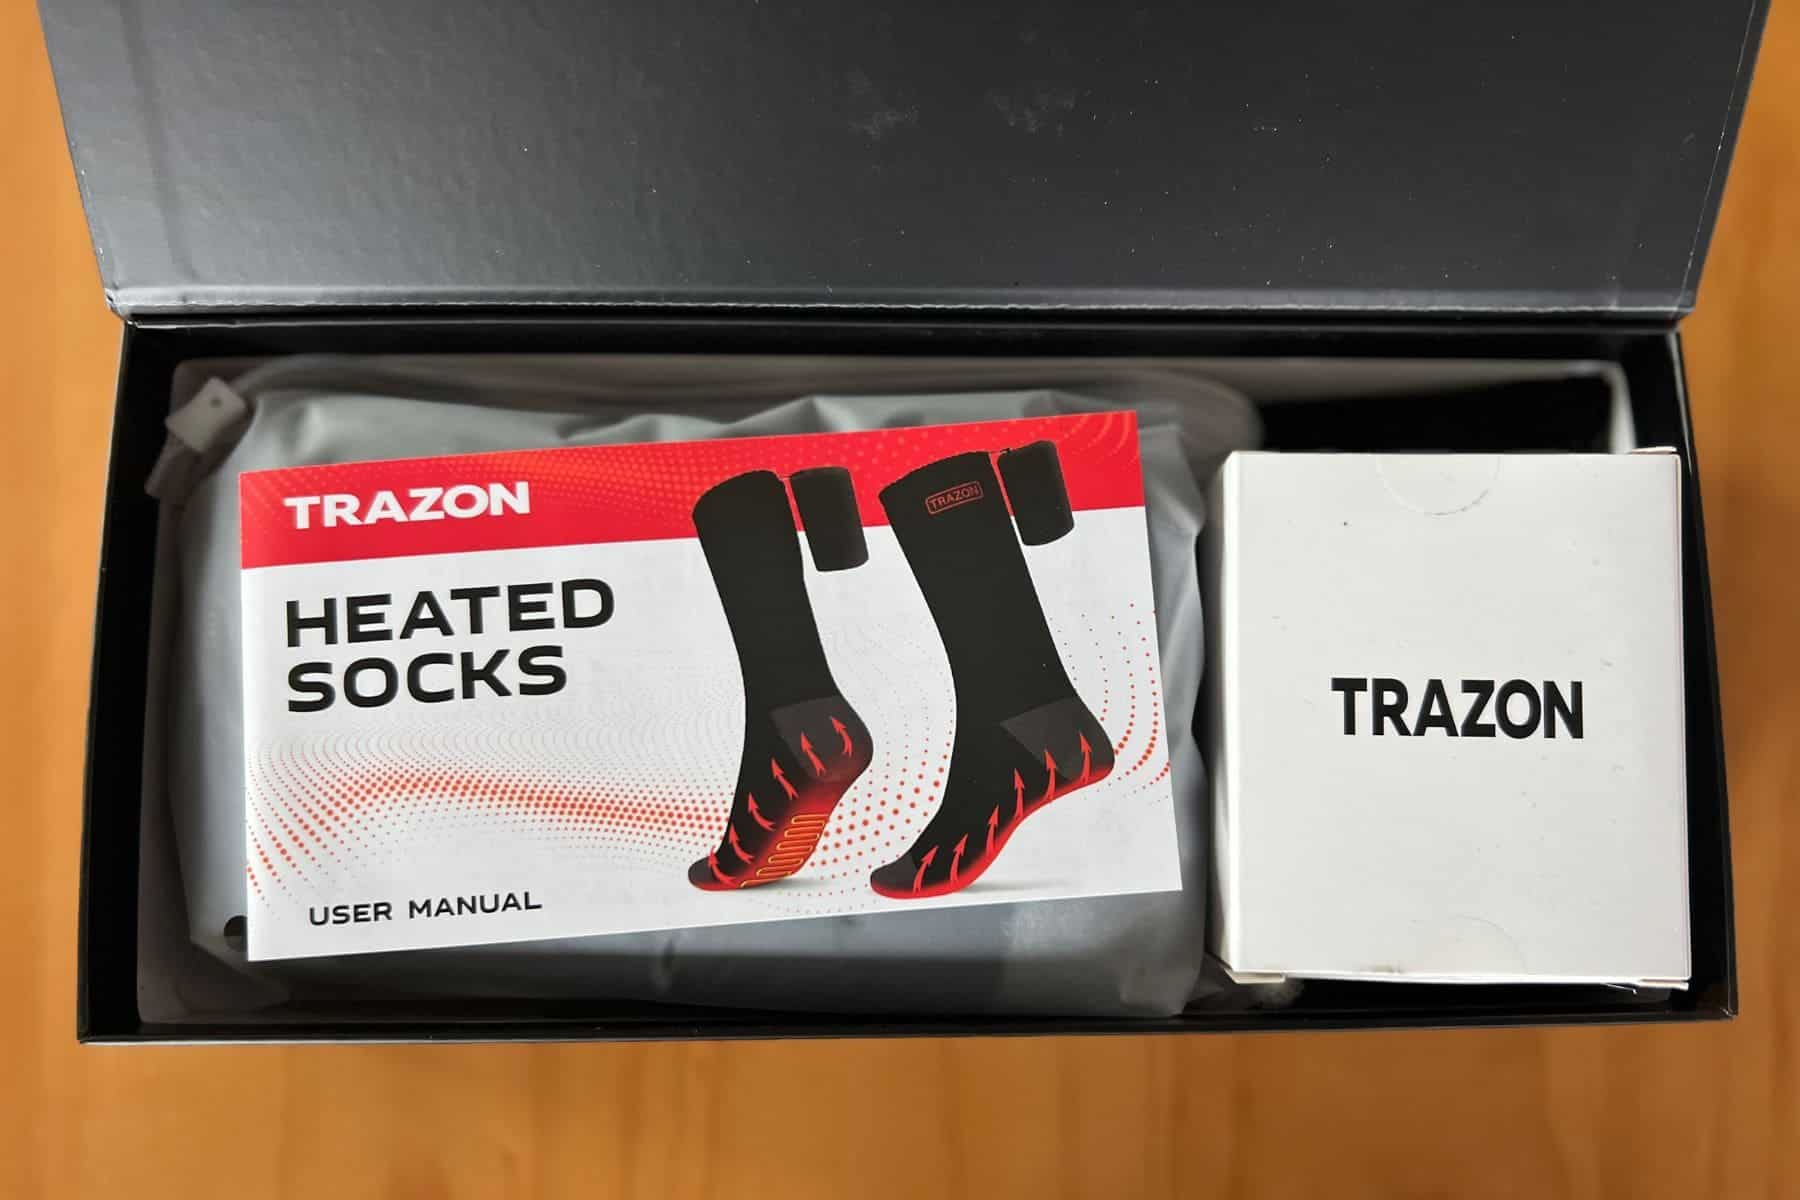 TRAZON
TRAZON
HEATED
SOCKS
USER MANUAL
TRAZON